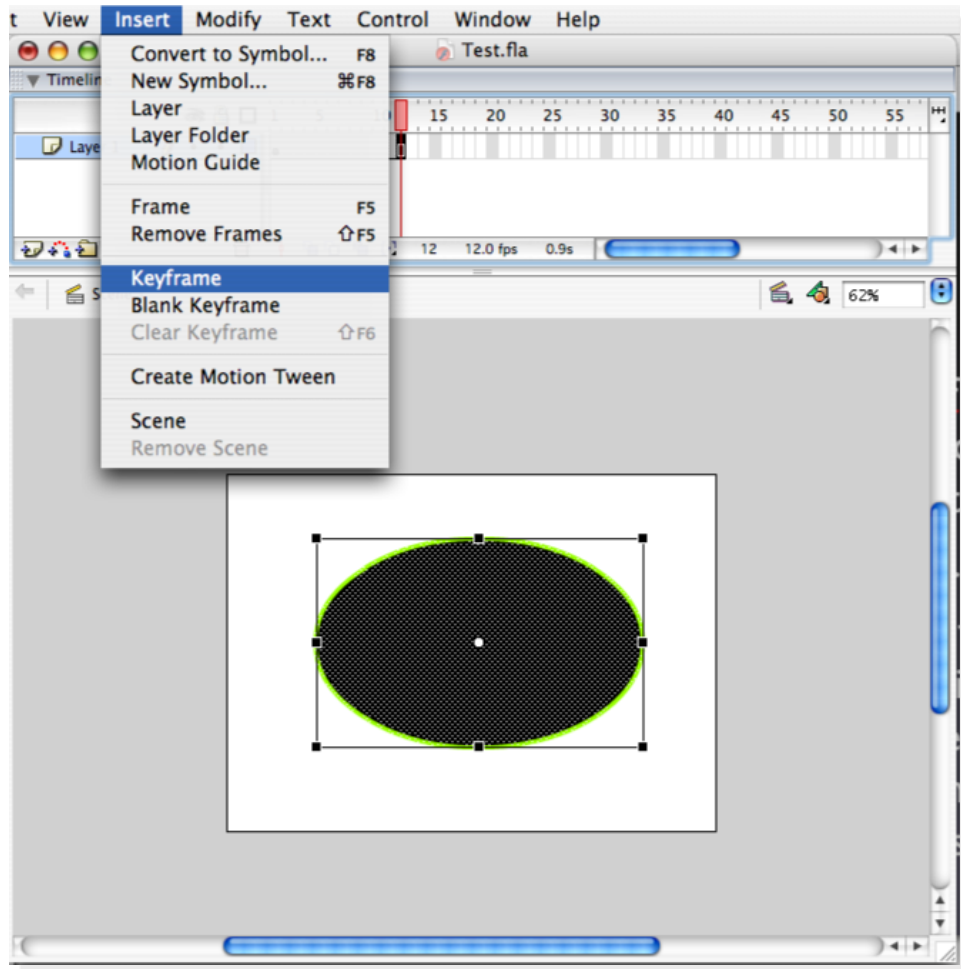 t View Insert Modify Text Control Window Help
Test.fla
Convert to Symbol... F8
New Symbol... ⌘F8
Layer
Layer Folder
Motion Guide
Frame F5
Remove Frames ⇧F5
Keyframe
Blank Keyframe
Clear Keyframe ⇧F6
Create Motion Tween
Scene
Remove Scene
Timelin
15 20 25 30 35 40 45 50 55
Laye
12 12.0 fps 0.9s
S
62%